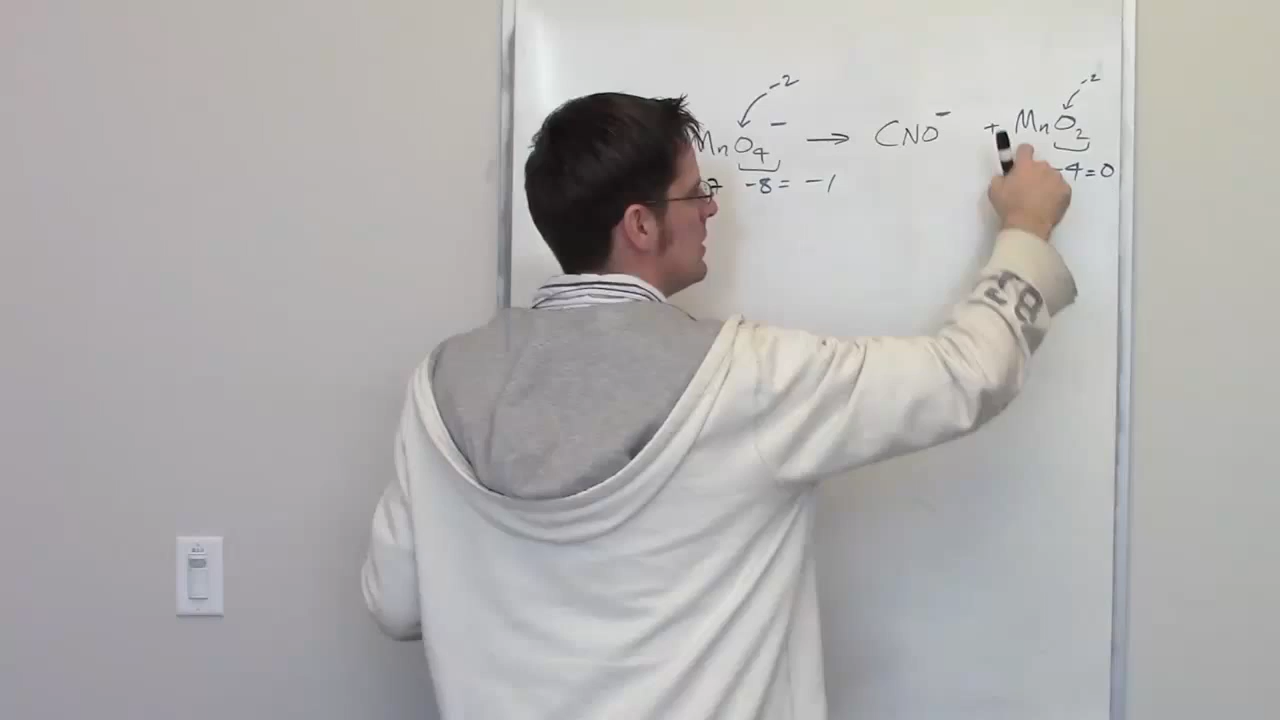 -2 -2
MnO₄⁻ → CNO⁻ + MnO₂
7 -8 = -1 -4 = 0